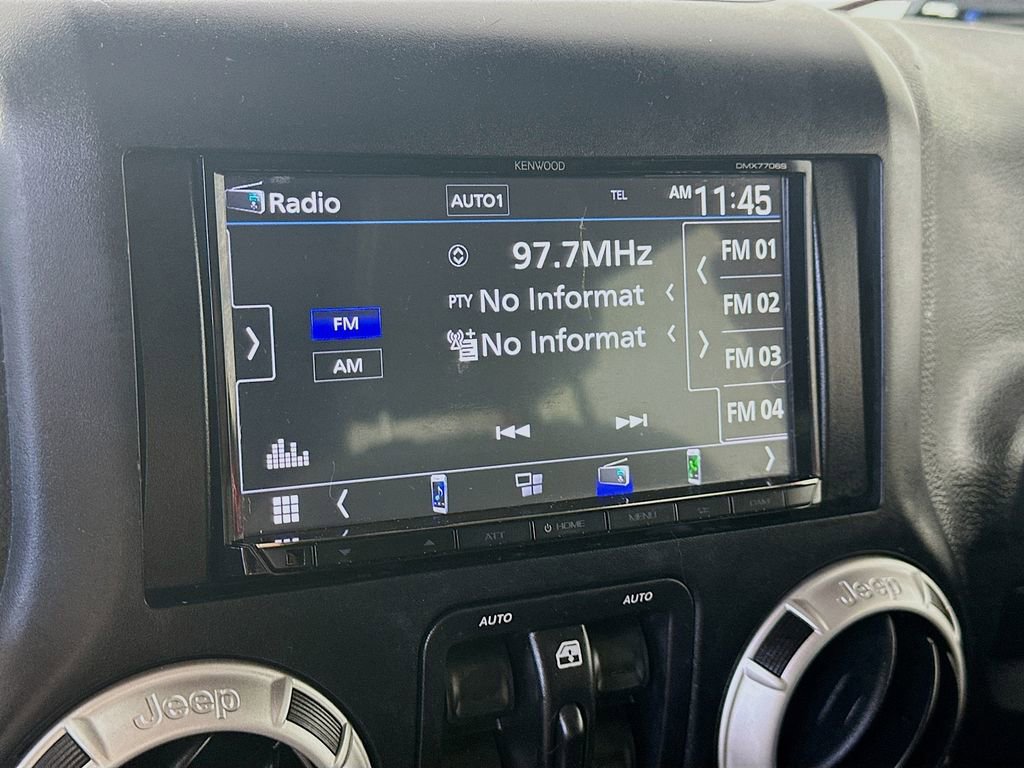 KENWOOD
DMX7706S
Radio
AUTO1
TEL
AM 11:45
97.7MHz
FM 01
PTY No Informat
FM
FM 02
No Informat
AM
FM 03
FM 04
ATT
HOME
MENU
AUTO
AUTO
Jeep
Jeep